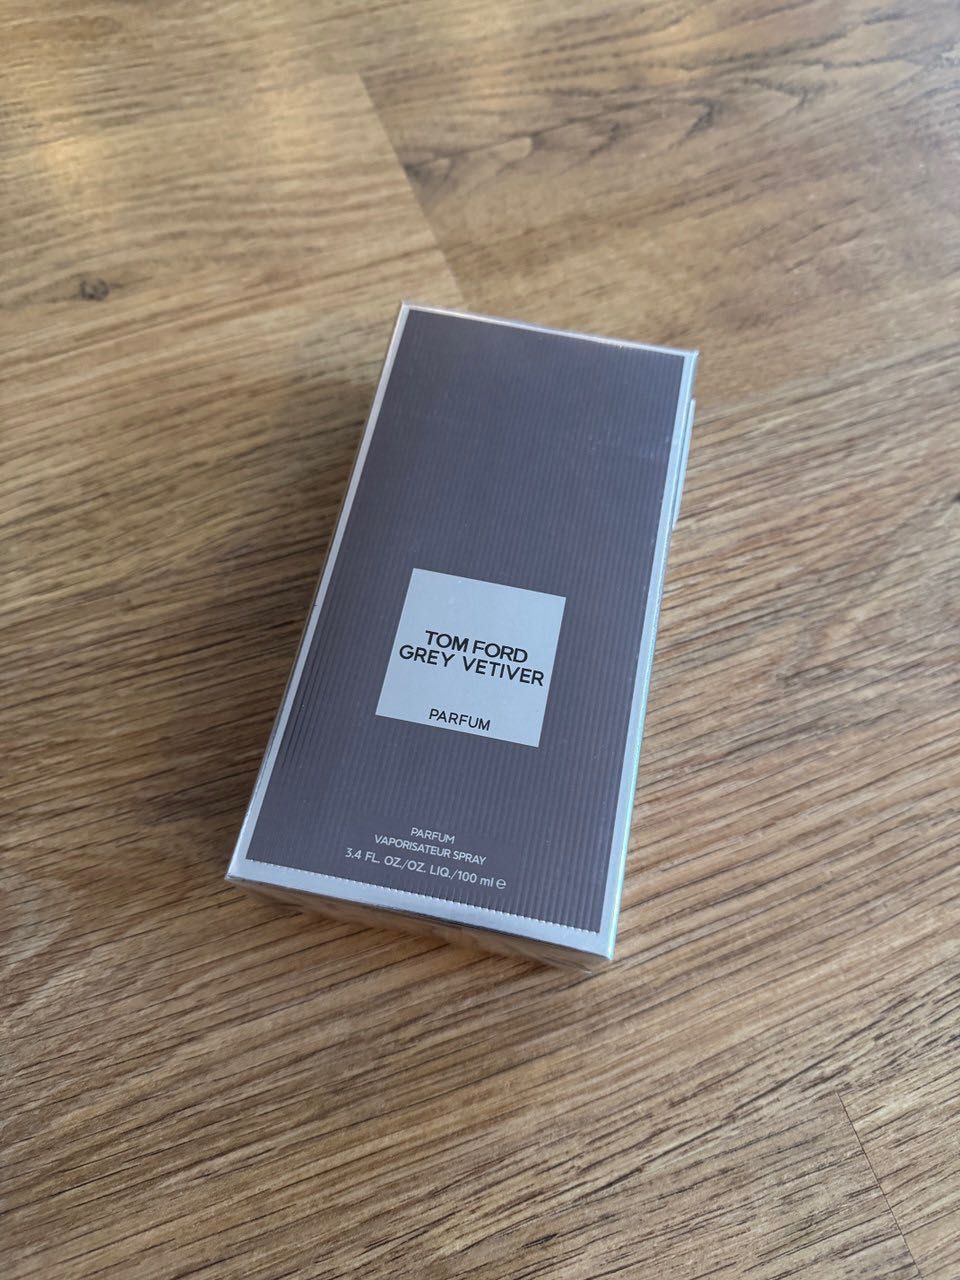 TOM FORD
GREY VETIVER
PARFUM
PARFUM
VAPORISATEUR SPRAY
3.4 FL. OZ./OZ. LIQ./100 ml ℮